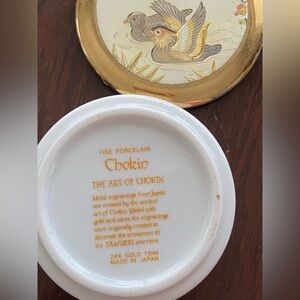 FINE PORCELAIN
Chokin
THE ART OF CHOKIN
Metal engravings from Japan
are created by the ancient
art of Chokin. Gilded with
gold and silver, the engravings
were originally created to
decorate the armament of
the SAMURAI warriors.
24K GOLD TRIM
MADE IN JAPAN